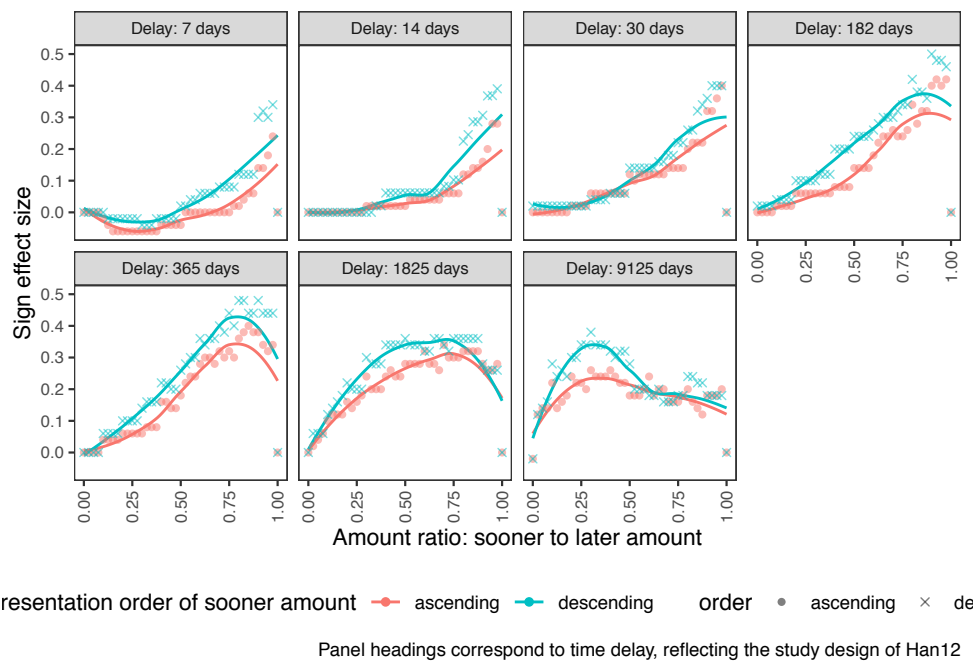 Delay: 7 days
Delay: 14 days
Delay: 30 days
Delay: 182 days
0.5
0.4
0.3
0.2
0.1
0.0
0.00 0.25 0.50 0.75 1.00
Delay: 365 days
Delay: 1825 days
Delay: 9125 days
0.5
0.4
0.3
0.2
0.1
0.0
0.00 0.25 0.50 0.75 1.00
0.00 0.25 0.50 0.75 1.00
0.00 0.25 0.50 0.75 1.00
Sign effect size
Amount ratio: sooner to later amount
resentation order of sooner amount ascending descending order ascending de
Panel headings correspond to time delay, reflecting the study design of Han12